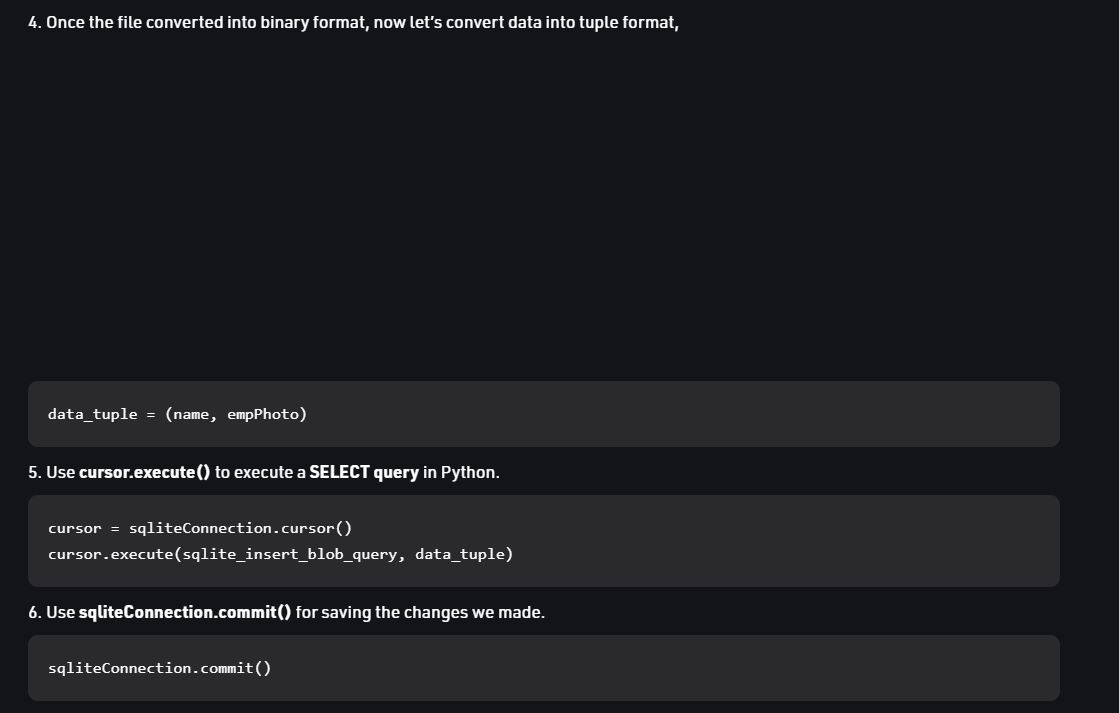 4. Once the file converted into binary format, now let’s convert data into tuple format,
data_tuple = (name, empPhoto)
5. Use cursor.execute() to execute a SELECT query in Python.
cursor = sqliteConnection.cursor()
cursor.execute(sqlite_insert_blob_query, data_tuple)
6. Use sqliteConnection.commit() for saving the changes we made.
sqliteConnection.commit()